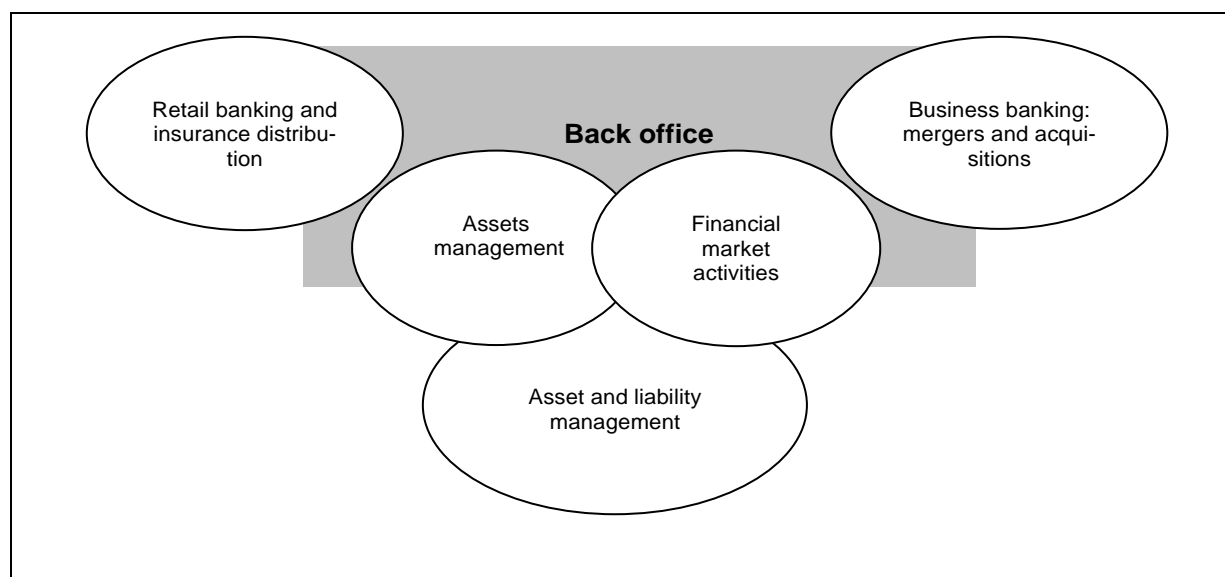 Retail banking and
insurance distribu-
tion
Business banking:
mergers and acqui-
sitions
Back office
Assets
management
Financial
market
activities
Asset and liability
management